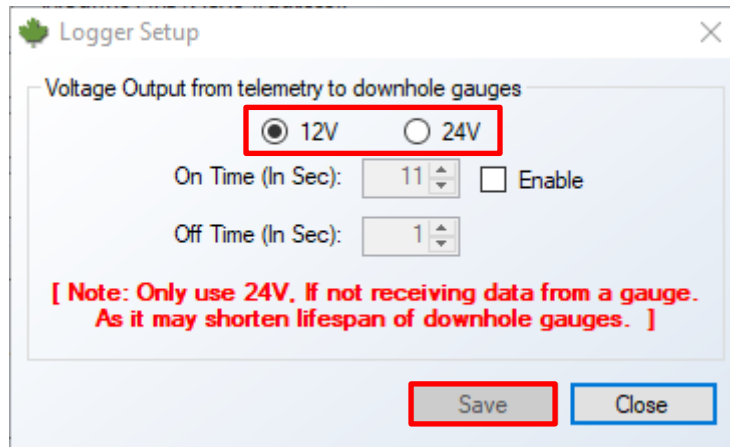 Logger Setup
Voltage Output from telemetry to downhole gauges
12V 24V
On Time (In Sec): 11 Enable
Off Time (In Sec): 1
[ Note: Only use 24V, If not receiving data from a gauge.
As it may shorten lifespan of downhole gauges. ]
Save Close